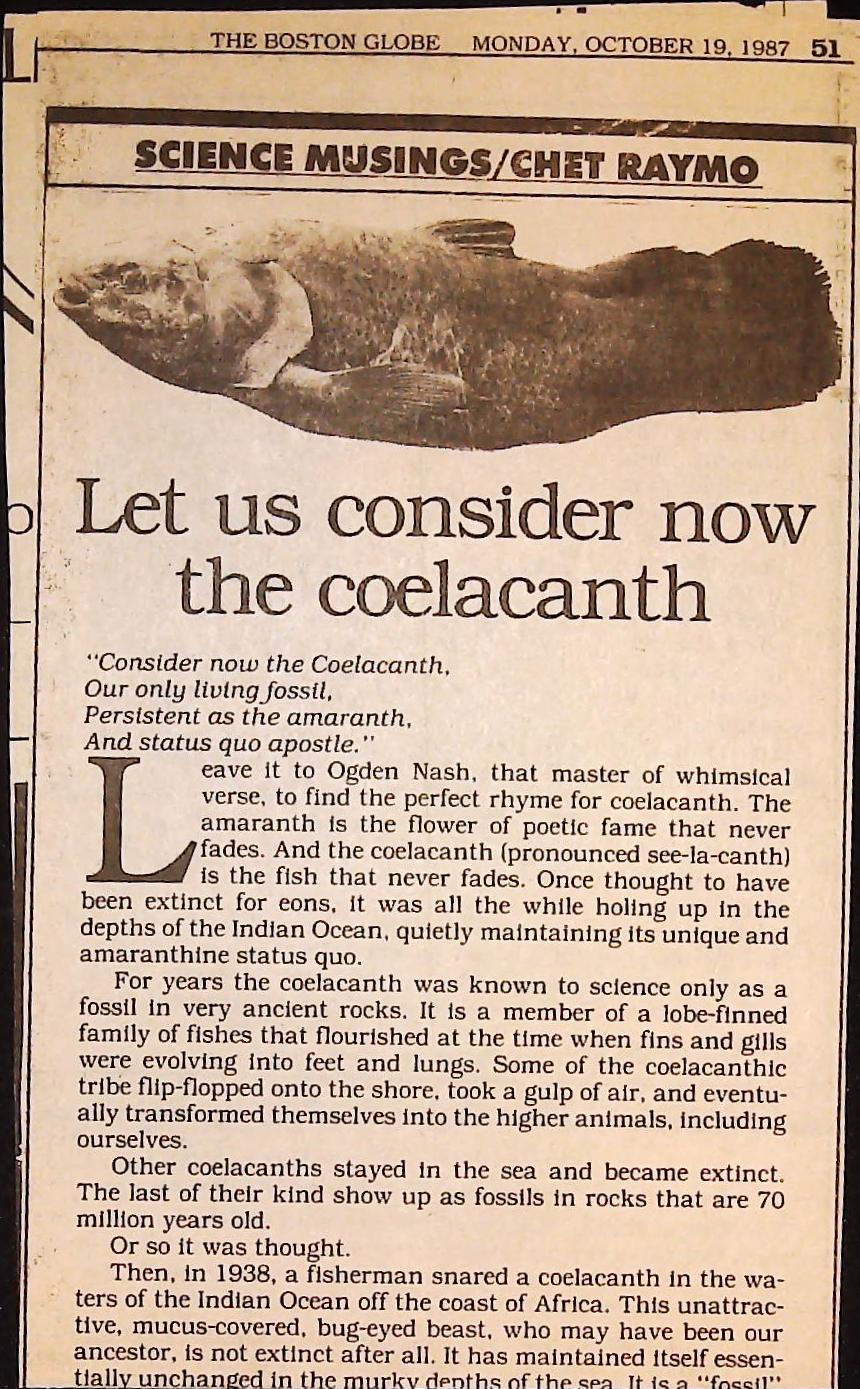 THE BOSTON GLOBE MONDAY, OCTOBER 19, 1987 51
SCIENCE MUSINGS/CHET RAYMO
Let us consider now
the coelacanth
"Consider now the Coelacanth,
Our only living fossil,
Persistent as the amaranth,
And status quo apostle."
Leave it to Ogden Nash, that master of whimsical
verse, to find the perfect rhyme for coelacanth. The
amaranth is the flower of poetic fame that never
fades. And the coelacanth (pronounced see-la-canth)
is the fish that never fades. Once thought to have
been extinct for eons, it was all the while holing up in the
depths of the Indian Ocean, quietly maintaining its unique and
amaranthine status quo.
For years the coelacanth was known to science only as a
fossil in very ancient rocks. It is a member of a lobe-finned
family of fishes that flourished at the time when fins and gills
were evolving into feet and lungs. Some of the coelacanthic
tribe flip-flopped onto the shore, took a gulp of air, and eventu-
ally transformed themselves into the higher animals, including
ourselves.
Other coelacanths stayed in the sea and became extinct.
The last of their kind show up as fossils in rocks that are 70
million years old.
Or so it was thought.
Then, in 1938, a fisherman snared a coelacanth in the wa-
ters of the Indian Ocean off the coast of Africa. This unattrac-
tive, mucus-covered, bug-eyed beast, who may have been our
ancestor, is not extinct after all. It has maintained itself essen-
tially unchanged in the murky depths of the sea. It is a "fossil"